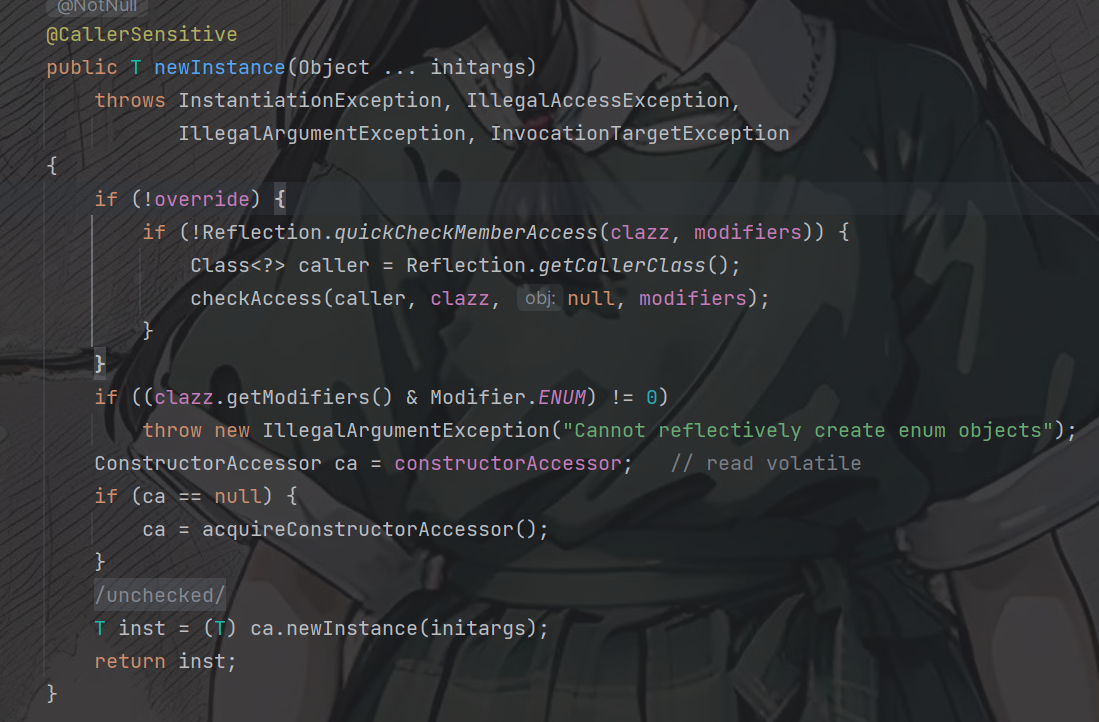 @NotNull
@CallerSensitive
public T newInstance(Object ... initargs)
    throws InstantiationException, IllegalAccessException,
           IllegalArgumentException, InvocationTargetException
{
    if (!override) {
        if (!Reflection.quickCheckMemberAccess(clazz, modifiers)) {
            Class<?> caller = Reflection.getCallerClass();
            checkAccess(caller, clazz, obj: null, modifiers);
        }
    }
    if ((clazz.getModifiers() & Modifier.ENUM) != 0)
        throw new IllegalArgumentException("Cannot reflectively create enum objects");
    ConstructorAccessor ca = constructorAccessor;   // read volatile
    if (ca == null) {
        ca = acquireConstructorAccessor();
    }
    /unchecked/
    T inst = (T) ca.newInstance(initargs);
    return inst;
}